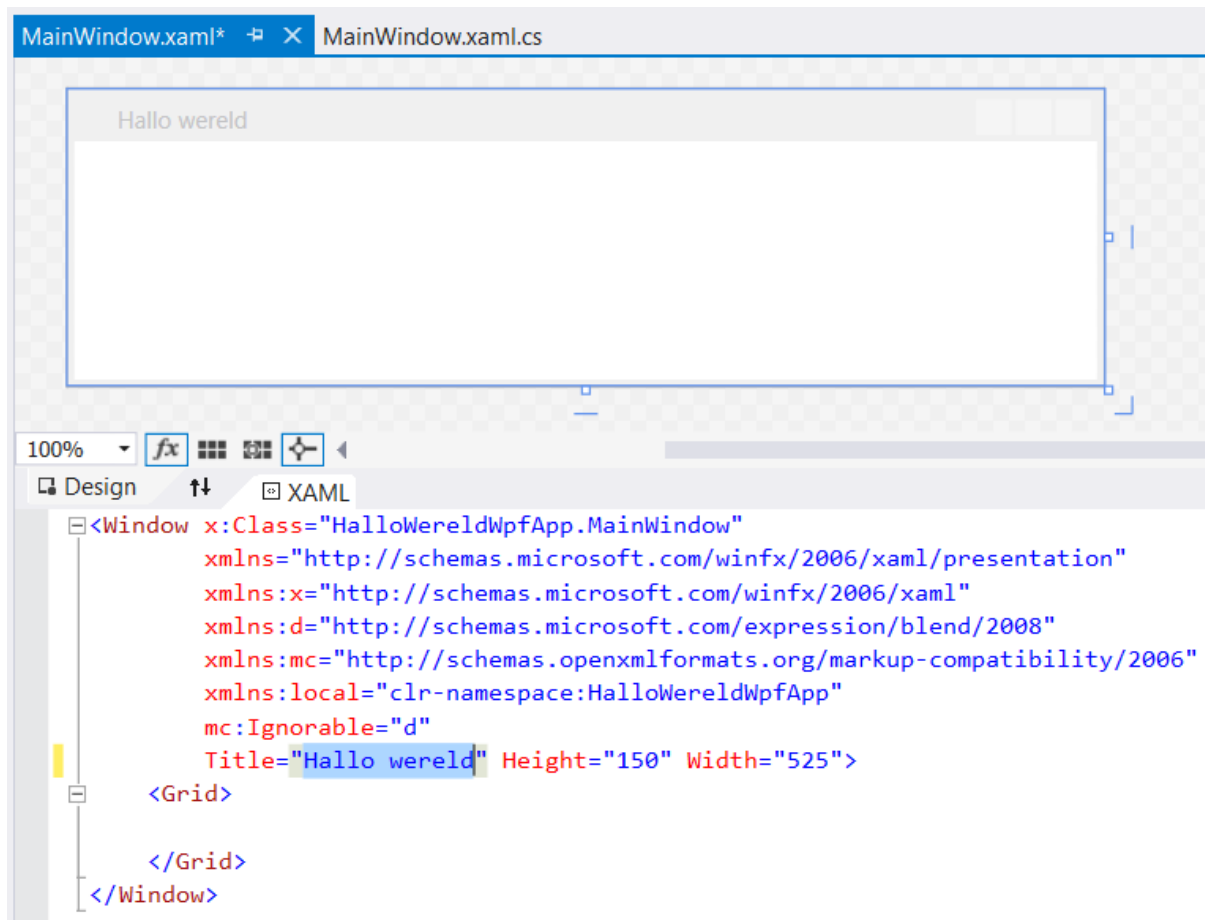 MainWindow.xaml* MainWindow.xaml.cs
Hallo wereld
100% fx
Design XAML
<Window x:Class="HalloWereldWpfApp.MainWindow"
xmlns="http://schemas.microsoft.com/winfx/2006/xaml/presentation"
xmlns:x="http://schemas.microsoft.com/winfx/2006/xaml"
xmlns:d="http://schemas.microsoft.com/expression/blend/2008"
xmlns:mc="http://schemas.openxmlformats.org/markup-compatibility/2006"
xmlns:local="clr-namespace:HalloWereldWpfApp"
mc:Ignorable="d"
Title="Hallo wereld" Height="150" Width="525">
<Grid>
</Grid>
</Window>